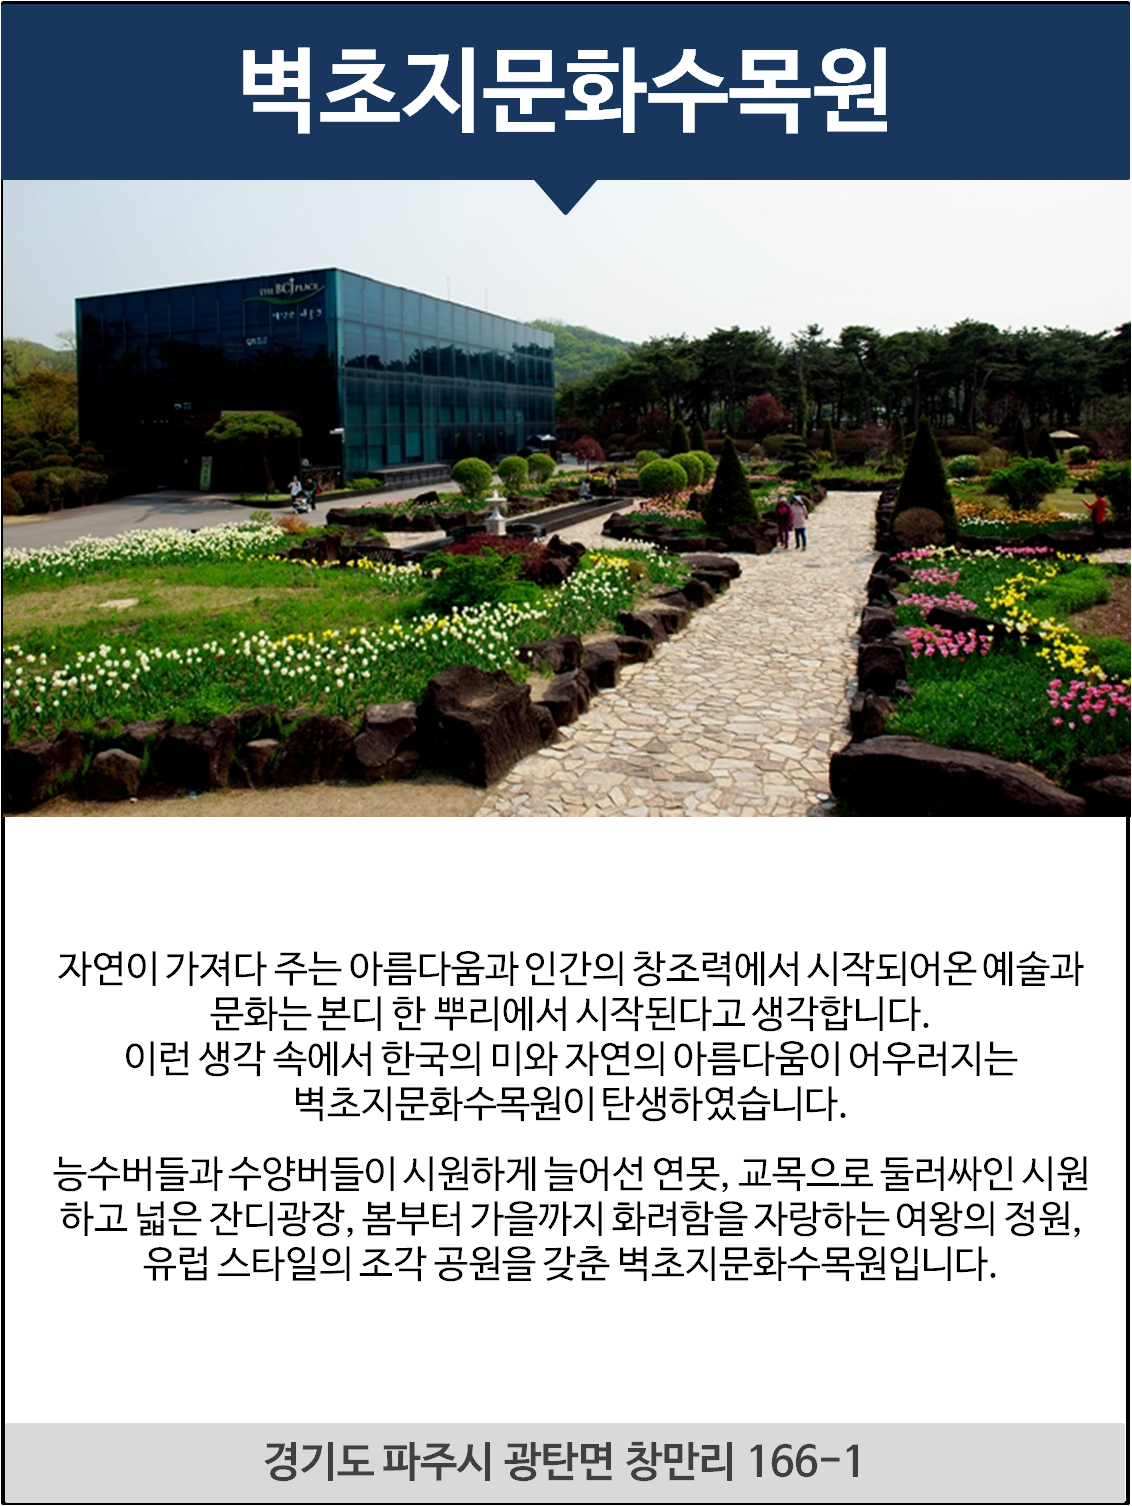 벽초지문화수목원
THE BCJ PLACE
자연이 가져다 주는 아름다움과 인간의 창조력에서 시작되어온 예술과
문화는 본디 한 뿌리에서 시작된다고 생각합니다.
이런 생각 속에서 한국의 미와 자연의 아름다움이 어우러지는
벽초지문화수목원이 탄생하였습니다.
능수버들과 수양버들이 시원하게 늘어선 연못, 교목으로 둘러싸인 시원
하고 넓은 잔디광장, 봄부터 가을까지 화려함을 자랑하는 여왕의 정원,
유럽 스타일의 조각 공원을 갖춘 벽초지문화수목원입니다.
경기도 파주시 광탄면 창만리 166-1